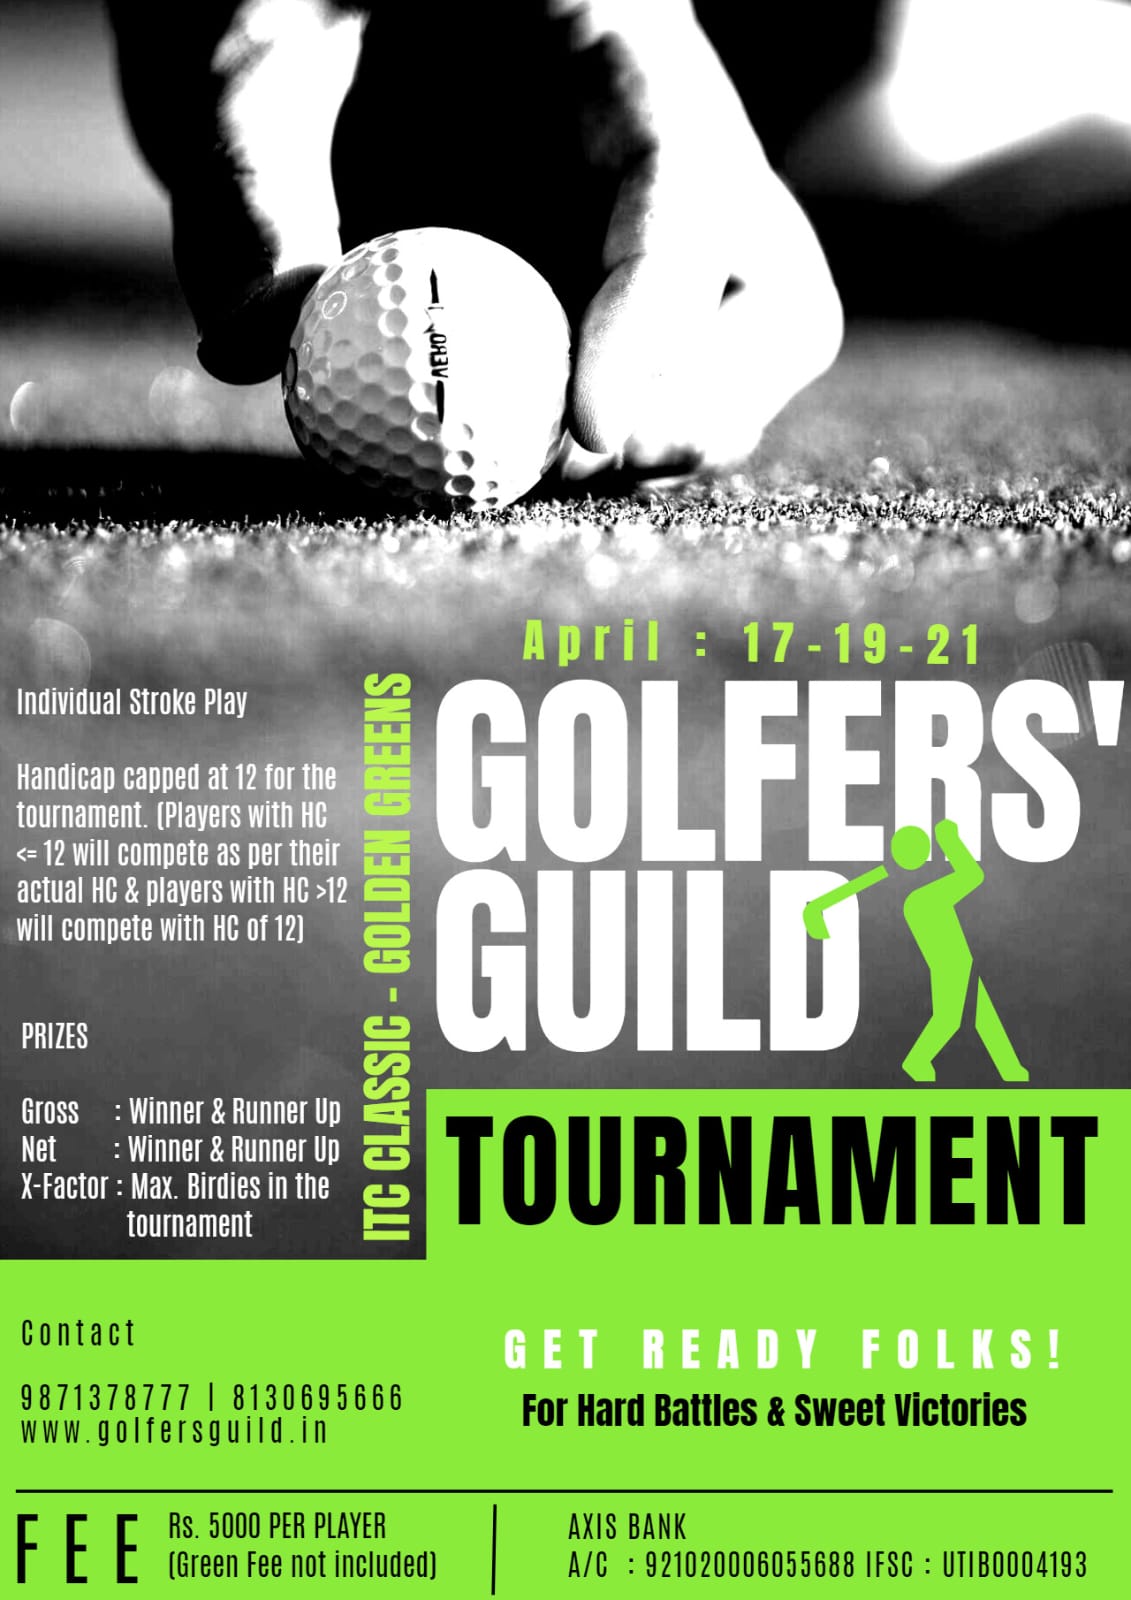 AERO
April : 17-19-21
GOLFERS'
GUILD
TOURNAMENT
ITC CLASSIC - GOLDEN GREENS
Individual Stroke Play
Handicap capped at 12 for the
tournament. (Players with HC
<= 12 will compete as per their
actual HC & players with HC >12
will compete with HC of 12)
PRIZES
Gross : Winner & Runner Up
Net : Winner & Runner Up
X-Factor : Max. Birdies in the
tournament
Contact
9871378777 | 8130695666
www.golfersguild.in
GET READY FOLKS!
For Hard Battles & Sweet Victories
FEE
Rs. 5000 PER PLAYER
(Green Fee not included)
AXIS BANK
A/C : 921020006055688 IFSC : UTIB0004193